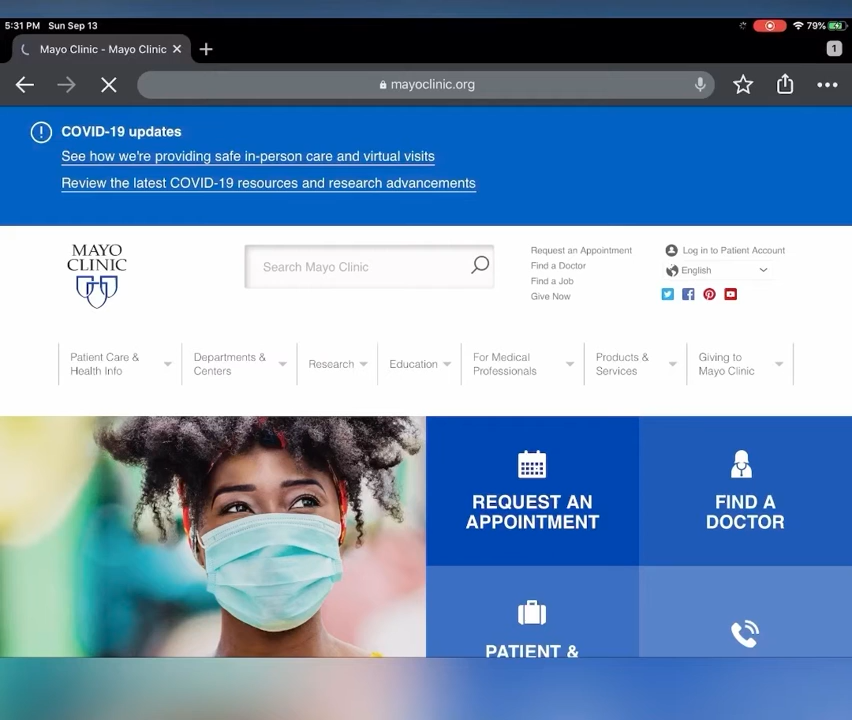 5:31 PM Sun Sep 13
79%
Mayo Clinic - Mayo Clinic
1
mayoclinic.org
COVID-19 updates
See how we're providing safe in-person care and virtual visits
Review the latest COVID-19 resources and research advancements
MAYO
CLINIC
Search Mayo Clinic
Request an Appointment
Find a Doctor
Find a Job
Give Now
Log in to Patient Account
English
Patient Care &
Health Info
Departments &
Centers
Research
Education
For Medical
Professionals
Products &
Services
Giving to
Mayo Clinic
REQUEST AN
APPOINTMENT
FIND A
DOCTOR
PATIENT &